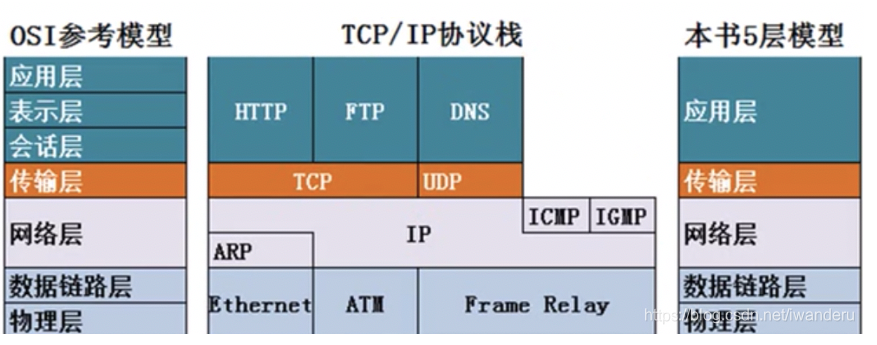 OSI参考模型
TCP/IP协议栈
本书5层模型
应用层
表示层
会话层
传输层
网络层
数据链路层
物理层
HTTP
FTP
DNS
TCP
UDP
ICMP
IGMP
IP
ARP
Ethernet
ATM
Frame Relay
应用层
传输层
网络层
数据链路层
物理层
https://blog.csdn.net/iwanderu